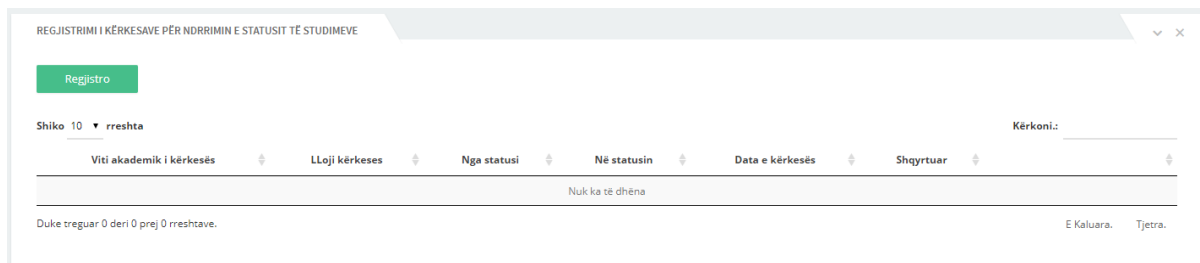 REGJISTRIMI I KËRKESAVE PËR NDRRIMIN E STATUSIT TË STUDIMEVE
Regjistro
Shiko 10 rreshta Kërkoni.:
Viti akademik i kërkesës LLoji kërkeses Nga statusi Në statusin Data e kërkesës Shqyrtuar
Nuk ka të dhëna
Duke treguar 0 deri 0 prej 0 rreshtave. E Kaluara. Tjetra.